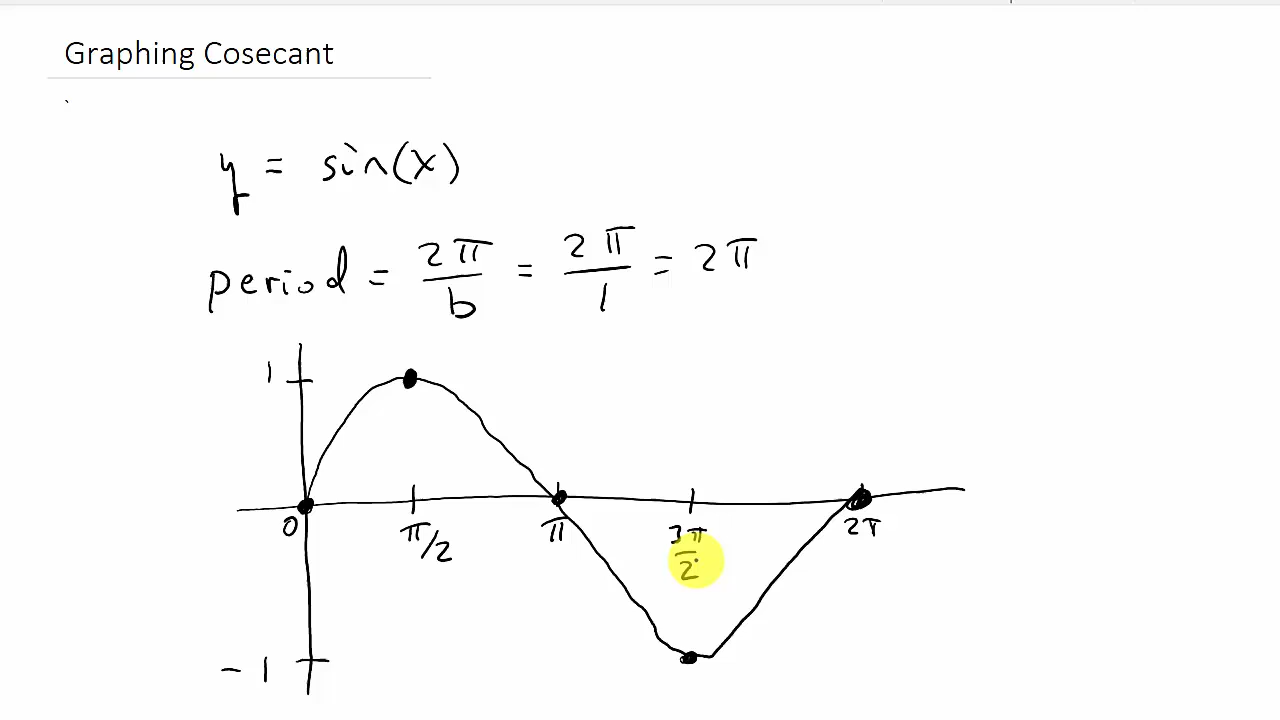 Graphing Cosecant
y = sin(x)
period = 2π/b = 2π/1 = 2π
1
0 π/2 π 3π/2 2π
-1